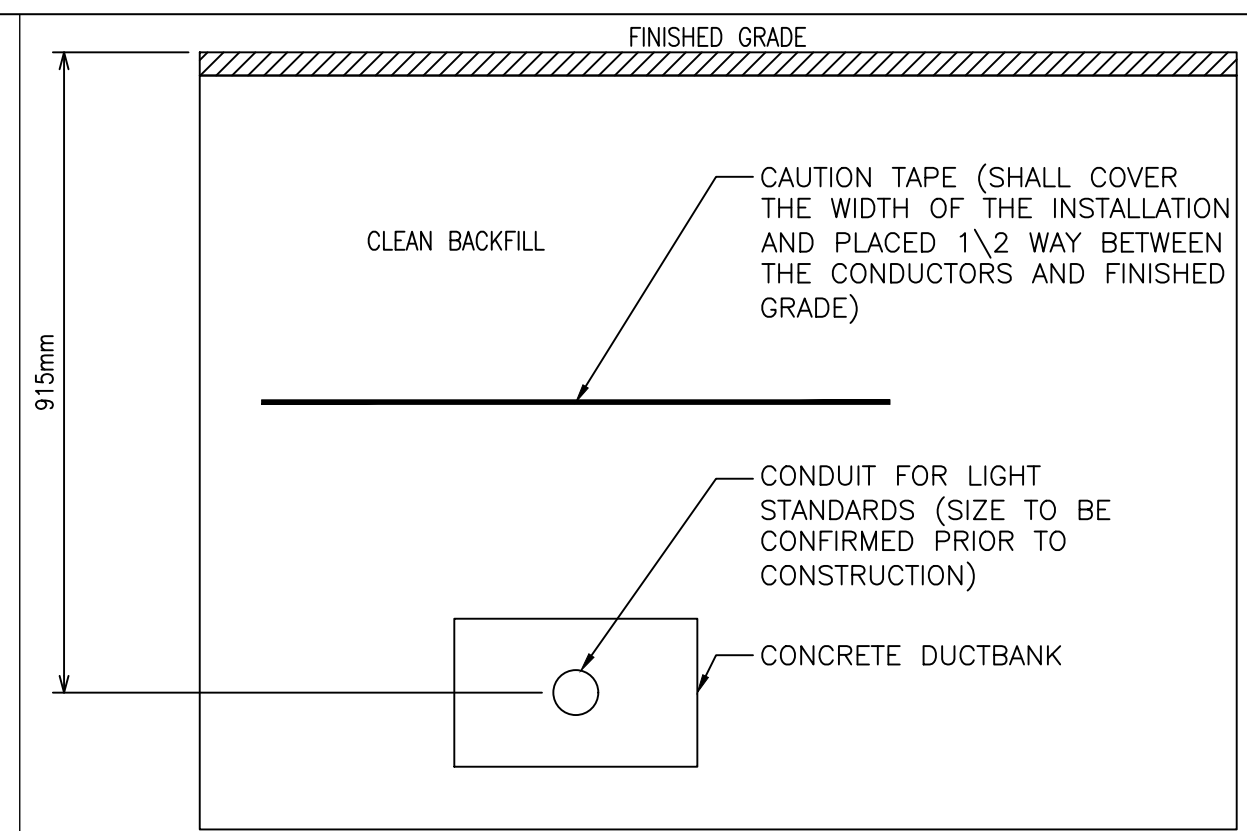 FINISHED GRADE
CAUTION TAPE (SHALL COVER
THE WIDTH OF THE INSTALLATION
AND PLACED 1\2 WAY BETWEEN
THE CONDUCTORS AND FINISHED
GRADE)
CLEAN BACKFILL
915mm
CONDUIT FOR LIGHT
STANDARDS (SIZE TO BE
CONFIRMED PRIOR TO
CONSTRUCTION)
CONCRETE DUCTBANK